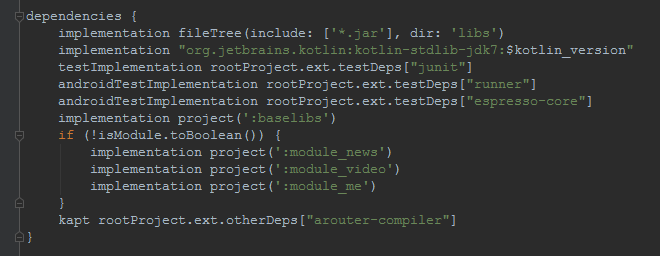 dependencies {
    implementation fileTree(include: ['*.jar'], dir: 'libs')
    implementation "org.jetbrains.kotlin:kotlin-stdlib-jdk7:$kotlin_version"
    testImplementation rootProject.ext.testDeps["junit"]
    androidTestImplementation rootProject.ext.testDeps["runner"]
    androidTestImplementation rootProject.ext.testDeps["espresso-core"]
    implementation project(':baselibs')
    if (!isModule.toBoolean()) {
        implementation project(':module_news')
        implementation project(':module_video')
        implementation project(':module_me')
    }
    kapt rootProject.ext.otherDeps["arouter-compiler"]
}